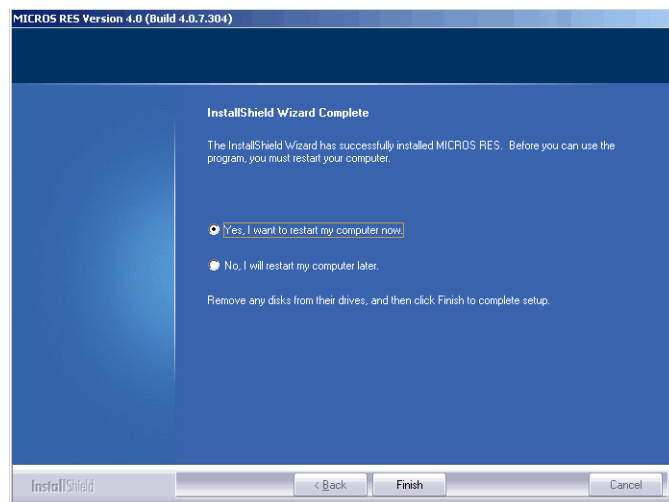 MICROS RES Version 4.0 (Build 4.0.7.304)
InstallShield Wizard Complete
The InstallShield Wizard has successfully installed MICROS RES. Before you can use the
program, you must restart your computer.
Yes, I want to restart my computer now.
No, I will restart my computer later.
Remove any disks from their drives, and then click Finish to complete setup.
InstallShield
< Back
Finish
Cancel